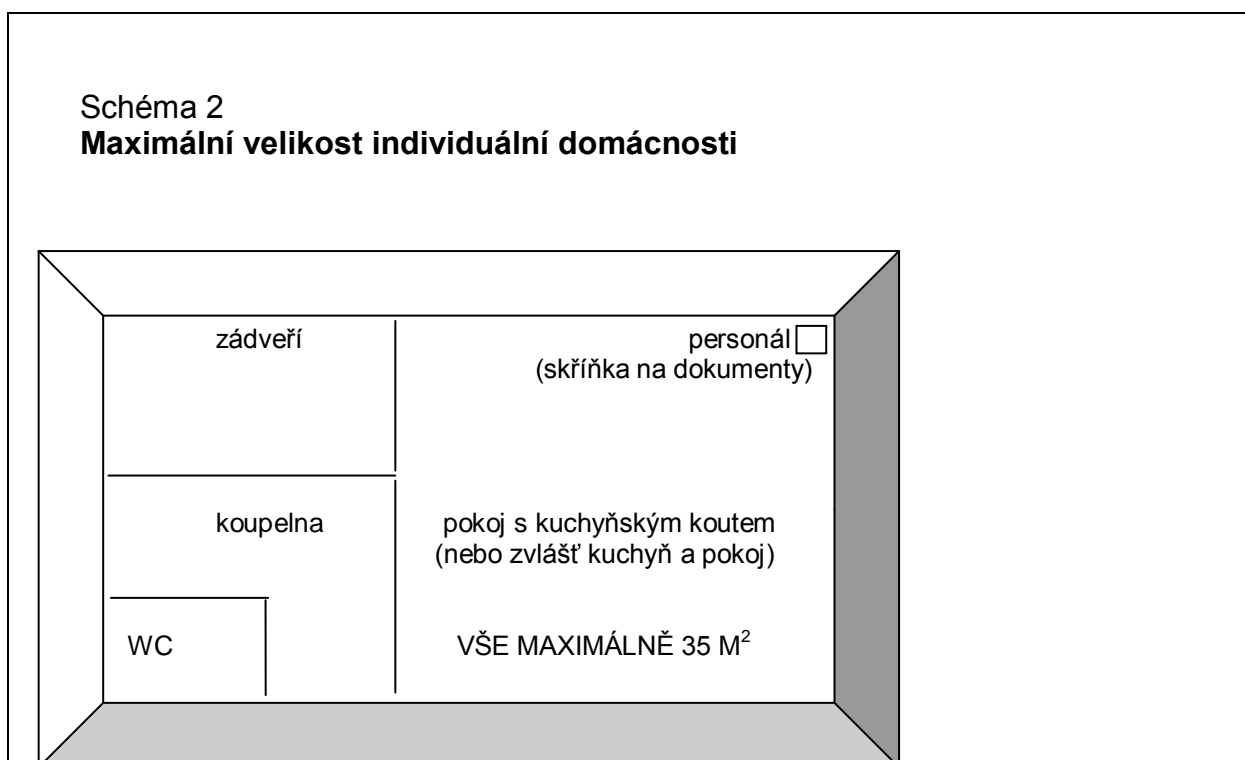 Schéma 2
Maximální velikost individuální domácnosti
zádveří
personál
(skříňka na dokumenty)
koupelna
pokoj s kuchyňským koutem
(nebo zvlášť kuchyň a pokoj)
WC
VŠE MAXIMÁLNĚ 35 M²